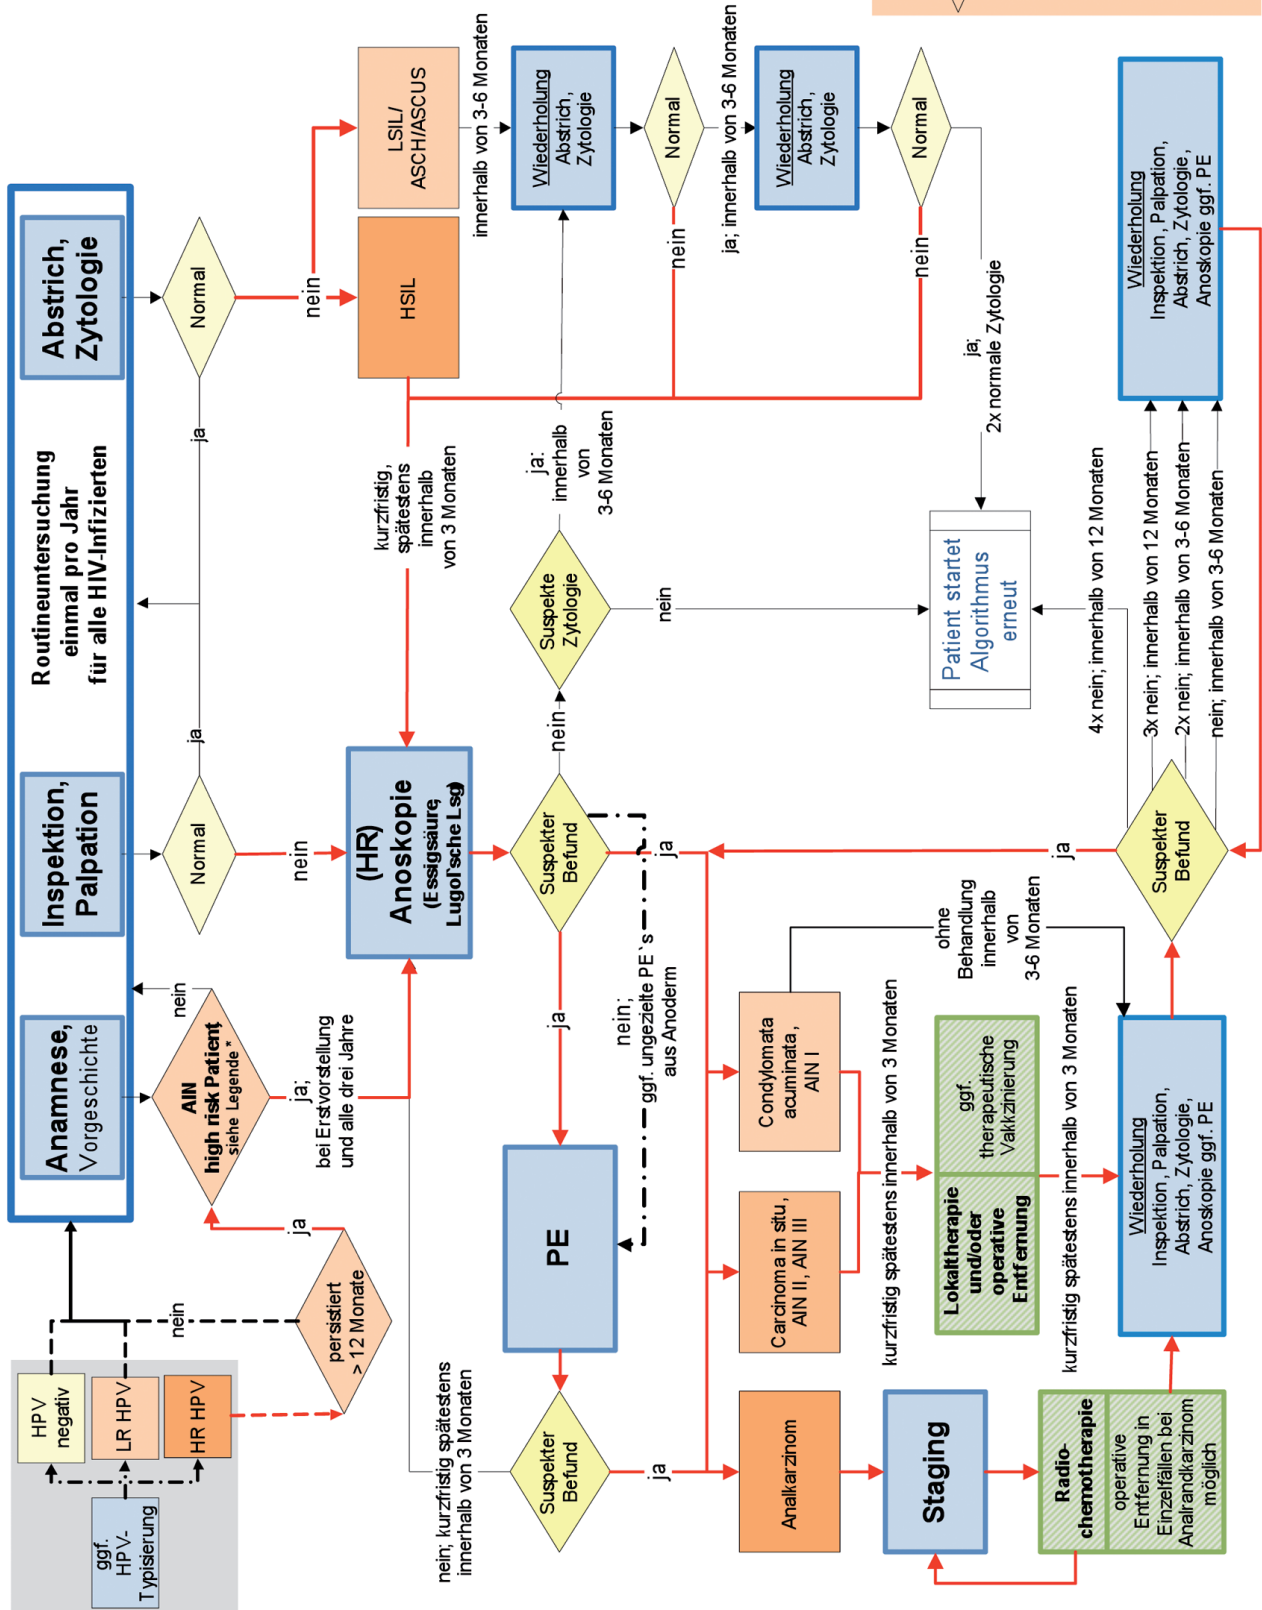 ggf.
HPV-
Typisierung
HPV
negativ
LR HPV
HR HPV
nein
persistiert
> 12 Monate
ja
Anamnese,
Vorgeschichte
Inspektion,
Palpation
Routineuntersuchung
einmal pro Jahr
für alle HIV-Infizierten
Abstrich,
Zytologie
nein
AIN
high risk Patient,
siehe Legende *
ja;
bei Erstvorstellung
und alle drei Jahre
Normal
ja
ja
Normal
nein
nein
HSIL
LSIL/
ASCHI/ASCUS
innerhalb von 3-6 Monaten
kurzfristig,
spätestens
innerhalb
von 3 Monaten
(HR)
Anoskopie
(Essigsäure,
Lugol'sche Lsg)
nein; kurzfristig spätestens
innerhalb von 3 Monaten
Suspekter
Befund
ja
PE
ja
Suspekter
Befund
nein
Suspekte
Zytologie
ja:
innerhalb
von
3-6 Monaten
Wiederholung
Abstrich,
Zytologie
Normal
nein
ja; innerhalb von 3-6 Monaten
Wiederholung
Abstrich,
Zytologie
Normal
nein
ja;
2x normale Zytologie
nein;
ggf. ungezielte PE`s
aus Anoderm
ja
nein
Patient startet
Algorithmus
erneut
Analkarzinom
Carcinoma in situ,
AIN II, AIN III
Condylomata
acuminata,
AIN I
kurzfristig spätestens innerhalb von 3 Monaten
ohne
Behandlung
innerhalb
von
3-6 Monaten
Staging
Lokaltherapie
und/oder
operative
Entfernung
ggf.
therapeutische
Vakkzinierung
kurzfristig spätestens innerhalb von 3 Monaten
ja
Radio-
chemotherapie
operative
Entfernung in
Einzelfällen bei
Analrandkarzinom
möglich
Wiederholung
Inspektion, Palpation,
Abstrich, Zytologie,
Anoskopie ggf. PE
Suspekter
Befund
4x nein; innerhalb von 12 Monaten
3x nein; innerhalb von 12 Monaten
2x nein; innerhalb von 3-6 Monaten
nein; innerhalb von 3-6 Monaten
Wiederholung
Inspektion, Palpation,
Abstrich, Zytologie,
Anoskopie ggf. PE